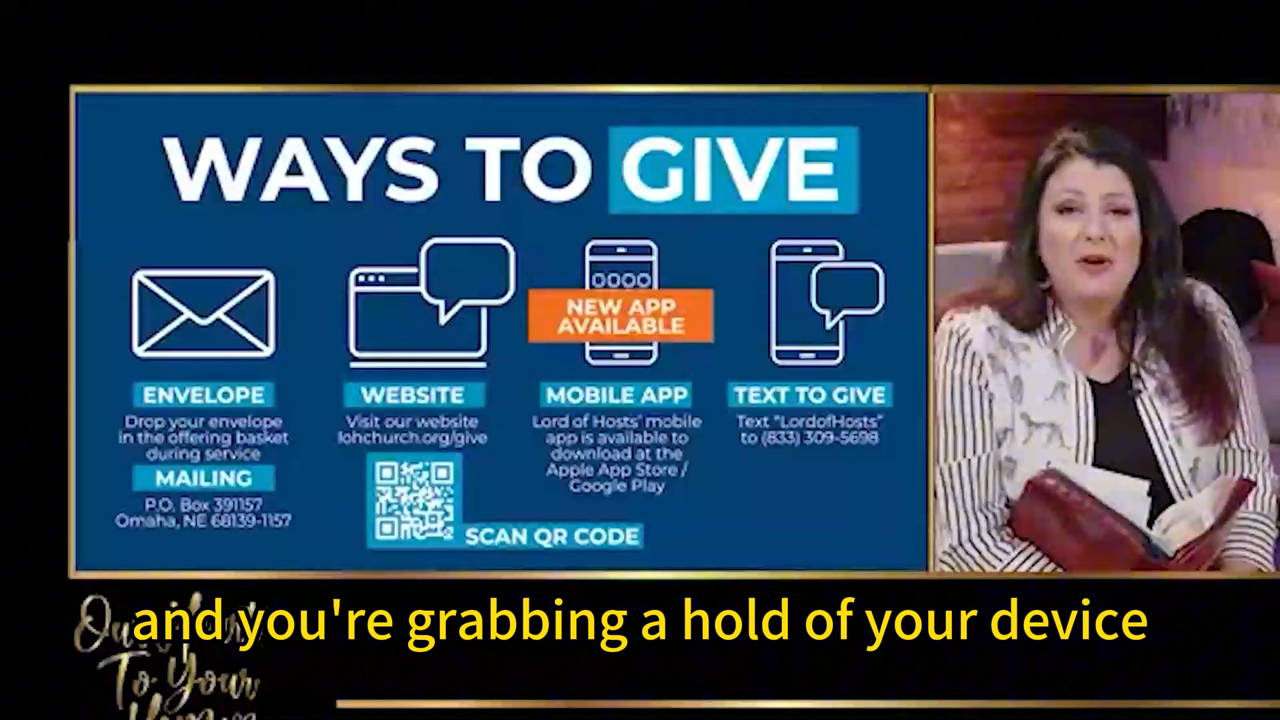 WAYS TO GIVE
ENVELOPE
Drop your envelope
in the offering basket
during service
MAILING
P.O. Box 391157
Omaha, NE 68139-1157
WEBSITE
Visit our website
lohchurch.org/give
SCAN QR CODE
NEW APP
AVAILABLE
MOBILE APP
Lord of Hosts' mobile
app is available to
download at the
Apple App Store /
Google Play
TEXT TO GIVE
Text "LordofHosts"
to (833) 309-5698
and you're grabbing a hold of your device
To Your